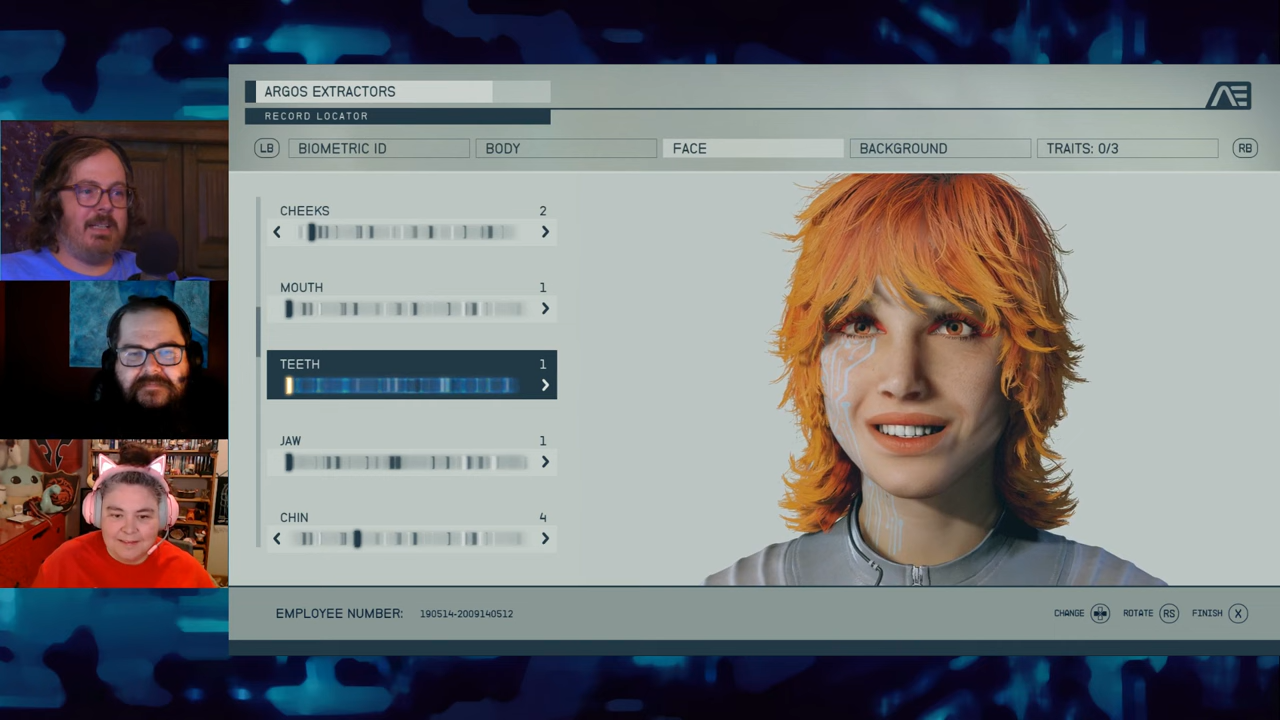 ARGOS EXTRACTORS
RECORD LOCATOR
LB BIOMETRIC ID BODY FACE BACKGROUND TRAITS: 0/3 RB
CHEEKS 2
MOUTH 1
TEETH 1
JAW 1
CHIN 4
EMPLOYEE NUMBER: 190514-2009140512
CHANGE ROTATE RS FINISH X